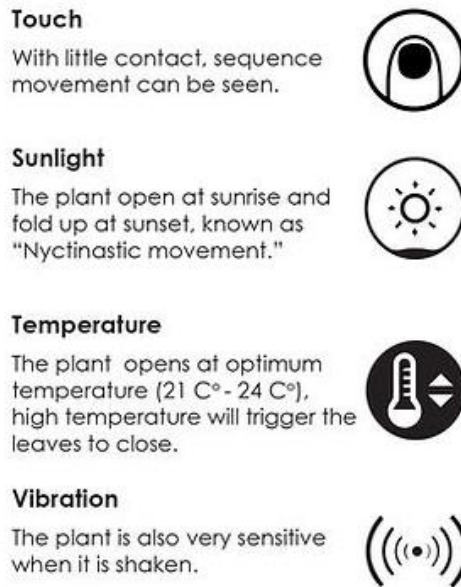 Touch
With little contact, sequence
movement can be seen.
Sunlight
The plant open at sunrise and
fold up at sunset, known as
“Nyctinastic movement.”
Temperature
The plant  opens at optimum
temperature (21 C° - 24 C°),
high temperature will trigger the
leaves to close.
Vibration
The plant is also very sensitive
when it is shaken.